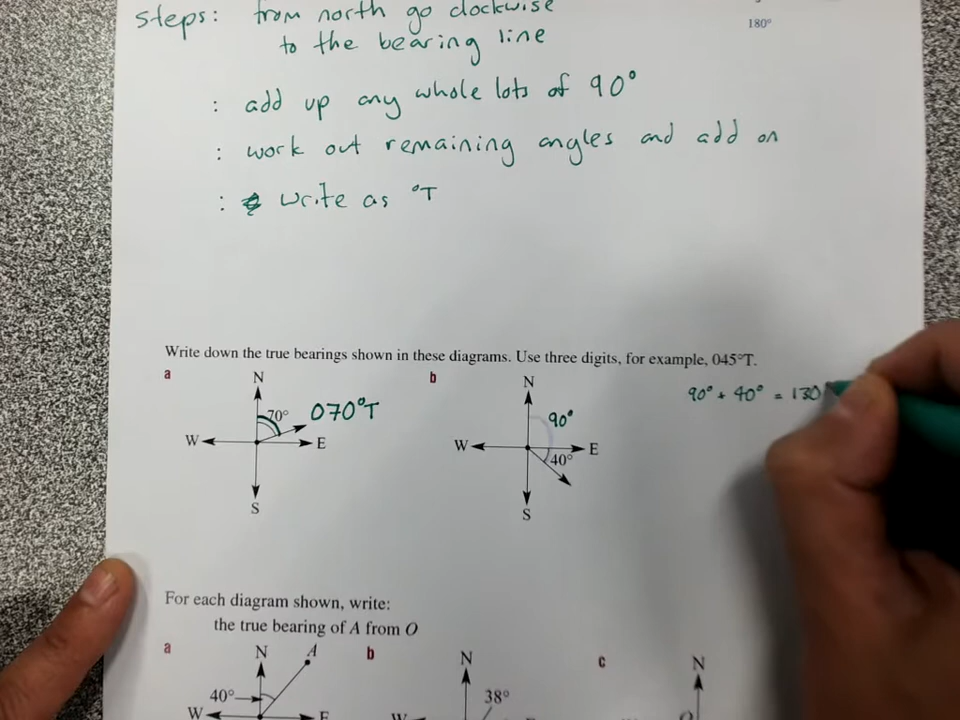 steps: from north go clockwise
to the bearing line
180°
: add up any whole lots of 90°
: work out remaining angles and add on
: write as °T
Write down the true bearings shown in these diagrams. Use three digits, for example, 045°T.
a
N
70°
070°T
W
E
S
b
N
90°
W
E
40°
S
90° + 40° = 130
For each diagram shown, write:
the true bearing of A from O
a
N
A
40°
W
E
b
N
38°
W
c
N
O